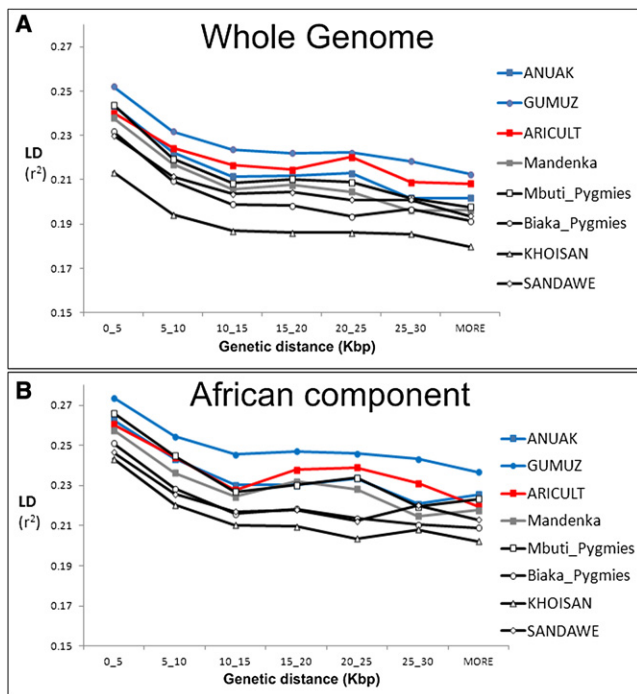 A
Whole Genome
0.27
0.25
0.23
0.21
0.19
0.17
0.15
LD
(r²)
0_5 5_10 10_15 15_20 20_25 25_30 MORE
Genetic distance (Kbp)
ANUAK
GUMUZ
ARICULT
Mandenka
Mbuti_Pygmies
Biaka_Pygmies
KHOISAN
SANDAWE
B
African component
0.27
0.25
0.23
0.21
0.19
0.17
0.15
LD
(r²)
0_5 5_10 10_15 15_20 20_25 25_30 MORE
Genetic distance (Kbp)
ANUAK
GUMUZ
ARICULT
Mandenka
Mbuti_Pygmies
Biaka_Pygmies
KHOISAN
SANDAWE